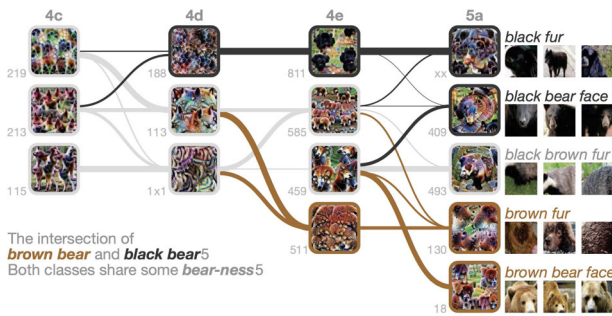 4c 4d 4e 5a
black fur
219 188 811 xx
black bear face
213 113 585 409
black brown fur
115 1x1 459 493
brown fur
The intersection of
brown bear and black bear5
Both classes share some bear-ness5
511 130
brown bear face
18